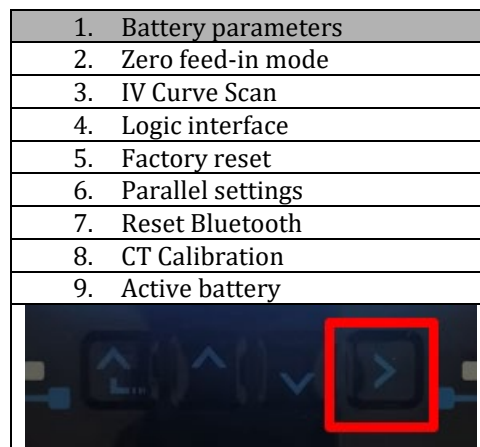 1. Battery parameters
2. Zero feed-in mode
3. IV Curve Scan
4. Logic interface
5. Factory reset
6. Parallel settings
7. Reset Bluetooth
8. CT Calibration
9. Active battery